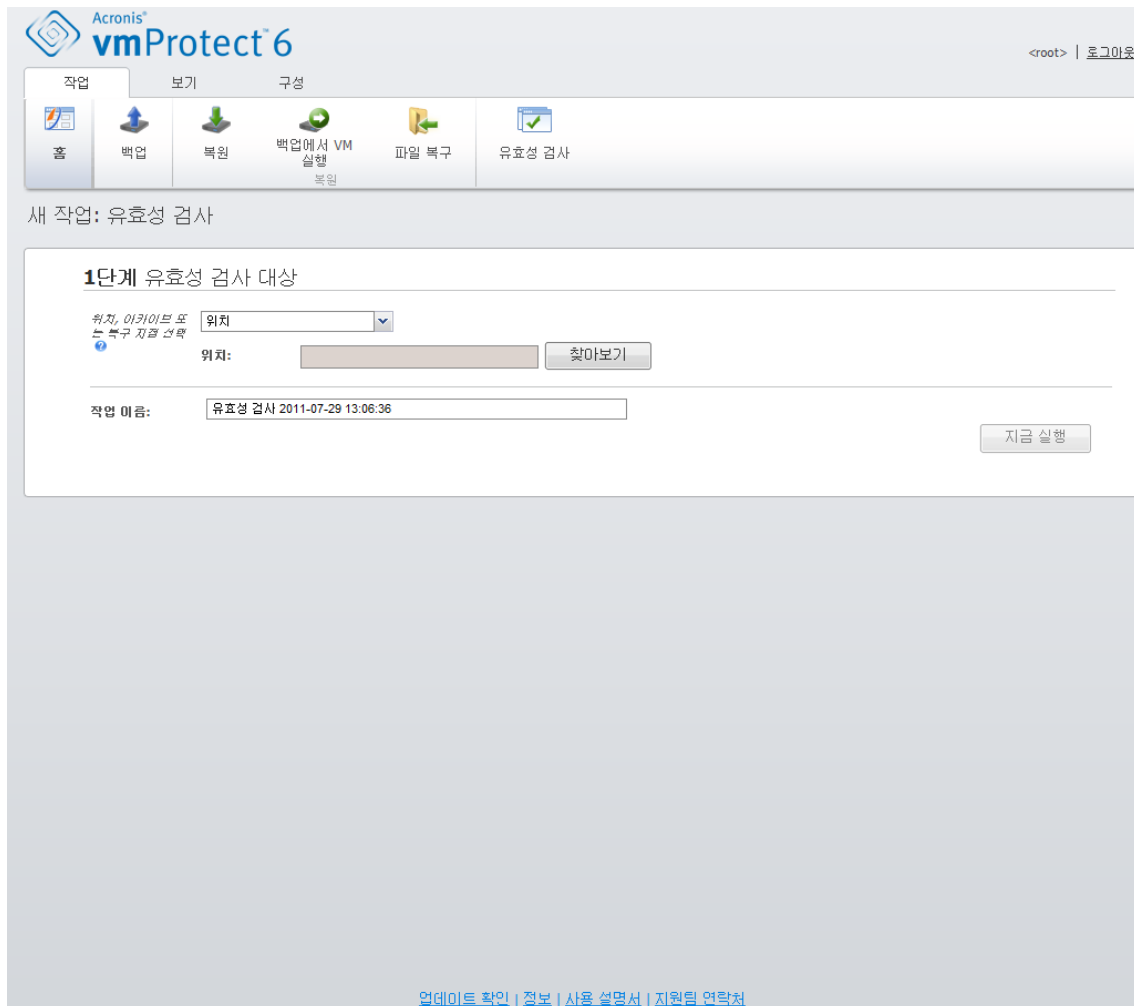 Acronis®
vmProtect™ 6
<root> | 로그아웃
작업 보기 구성
홈 백업 복원 백업에서 VM 실행 파일 복구 유효성 검사
복원
새 작업: 유효성 검사
1단계 유효성 검사 대상
위치, 아카이브 또
는 복구 지점 선택
위치
위치:
찾아보기
작업 이름:
유효성 검사 2011-07-29 13:06:36
지금 실행
업데이트 확인 | 정보 | 사용 설명서 | 지원팀 연락처